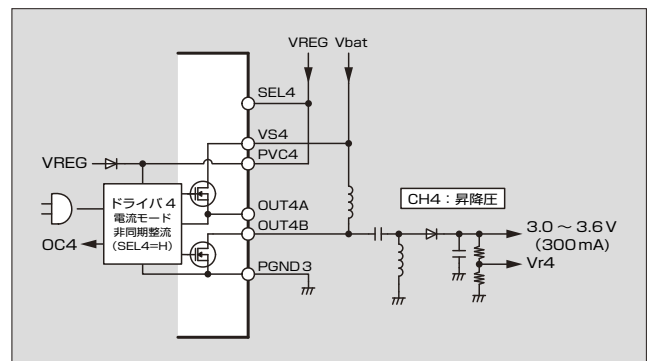 VREG Vbat
SEL4
VS4
VREG
PVC4
ドライバ4
電流モード
非同期整流
(SEL4=H)
OC4
OUT4A
OUT4B
PGND3
CH4：昇降圧
3.0 ～ 3.6V
(300mA)
Vr4